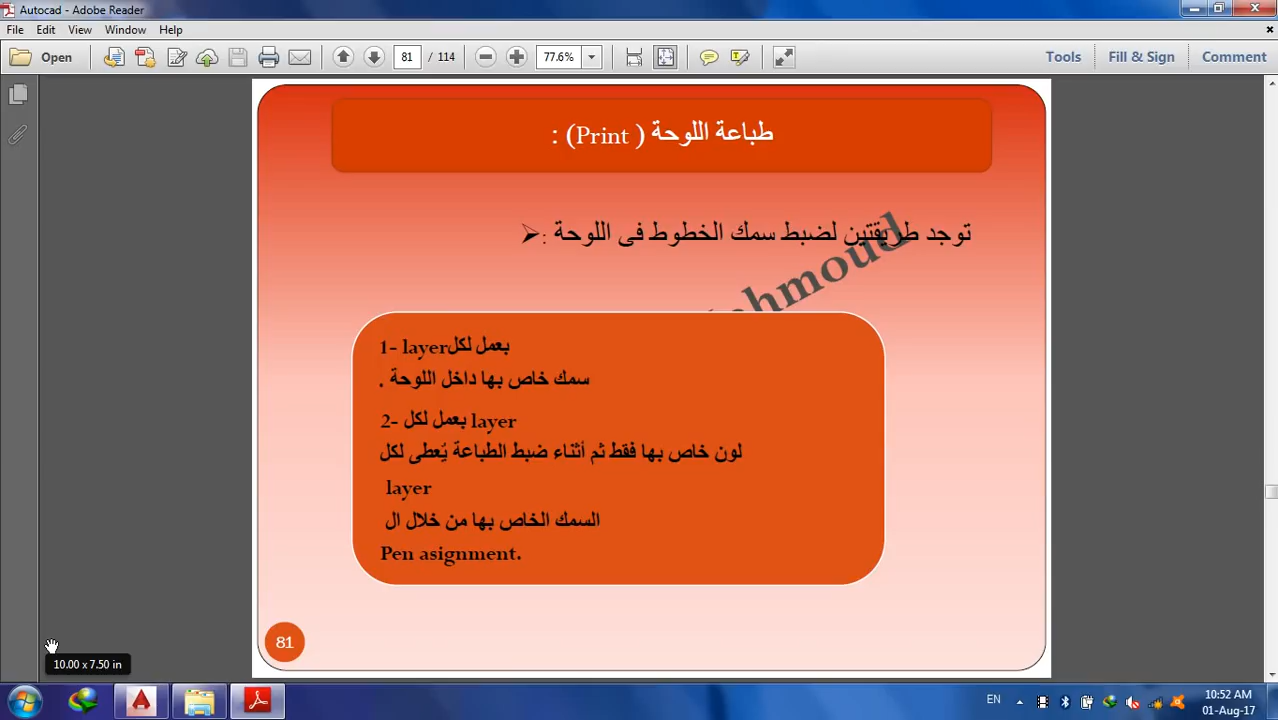 Autocad - Adobe Reader
File Edit View Window Help
Open 81 / 114 77.6% Tools Fill & Sign Comment
طباعة اللوحة ( Print) :
توجد طريقتين لضبط سمك الخطوط فى اللوحة :
1- layerبعمل لكل
سمك خاص بها داخل اللوحة .
2- بعمل لكل layer
لون خاص بها فقط ثم أثناء ضبط الطباعة يُعطى لكل
layer
السمك الخاص بها من خلال ال
Pen asignment.
81
10.00 x 7.50 in
EN 10:52 AM
01-Aug-17